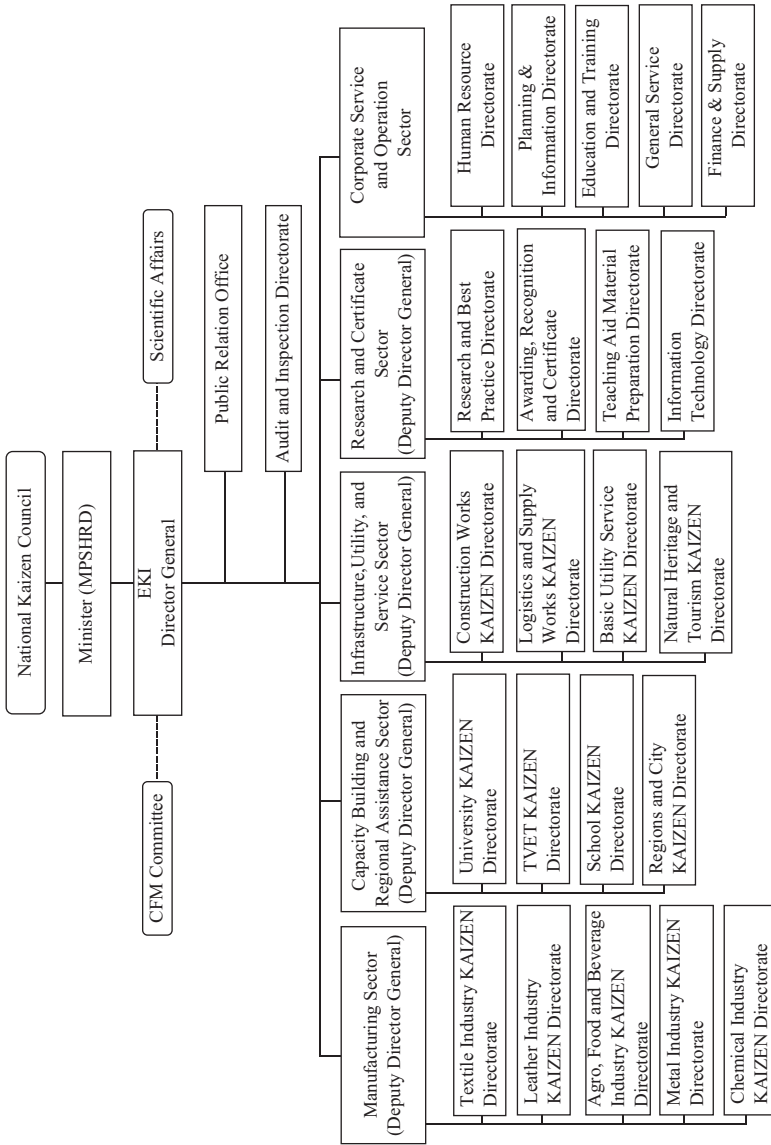 National Kaizen Council
Minister (MPSHRD)
EKI
Director General
CFM Committee
Scientific Affairs
Public Relation Office
Audit and Inspection Directorate
Manufacturing Sector
(Deputy Director General)
Textile Industry KAIZEN
Directorate
Leather Industry
KAIZEN Directorate
Agro, Food and Beverage
Industry KAIZEN
Directorate
Metal Industry KAIZEN
Directorate
Chemical Industry
KAIZEN Directorate
Capacity Building and
Regional Assistance Sector
(Deputy Director General)
University KAIZEN
Directorate
TVET KAIZEN
Directorate
School KAIZEN
Directorate
Regions and City
KAIZEN Directorate
Infrastructure,Utility, and
Service Sector
(Deputy Director General)
Construction Works
KAIZEN Directorate
Logistics and Supply
Works KAIZEN
Directorate
Basic Utility Service
KAIZEN Directorate
Natural Heritage and
Tourism KAIZEN
Directorate
Research and Certificate
Sector
(Deputy Director General)
Research and Best
Practice Directorate
Awarding, Recognition
and Certificate
Directorate
Teaching Aid Material
Preparation Directorate
Information
Technology Directorate
Corporate Service
and Operation
Sector
Human Resource
Directorate
Planning &
Information Directorate
Education and Training
Directorate
General Service
Directorate
Finance & Supply
Directorate